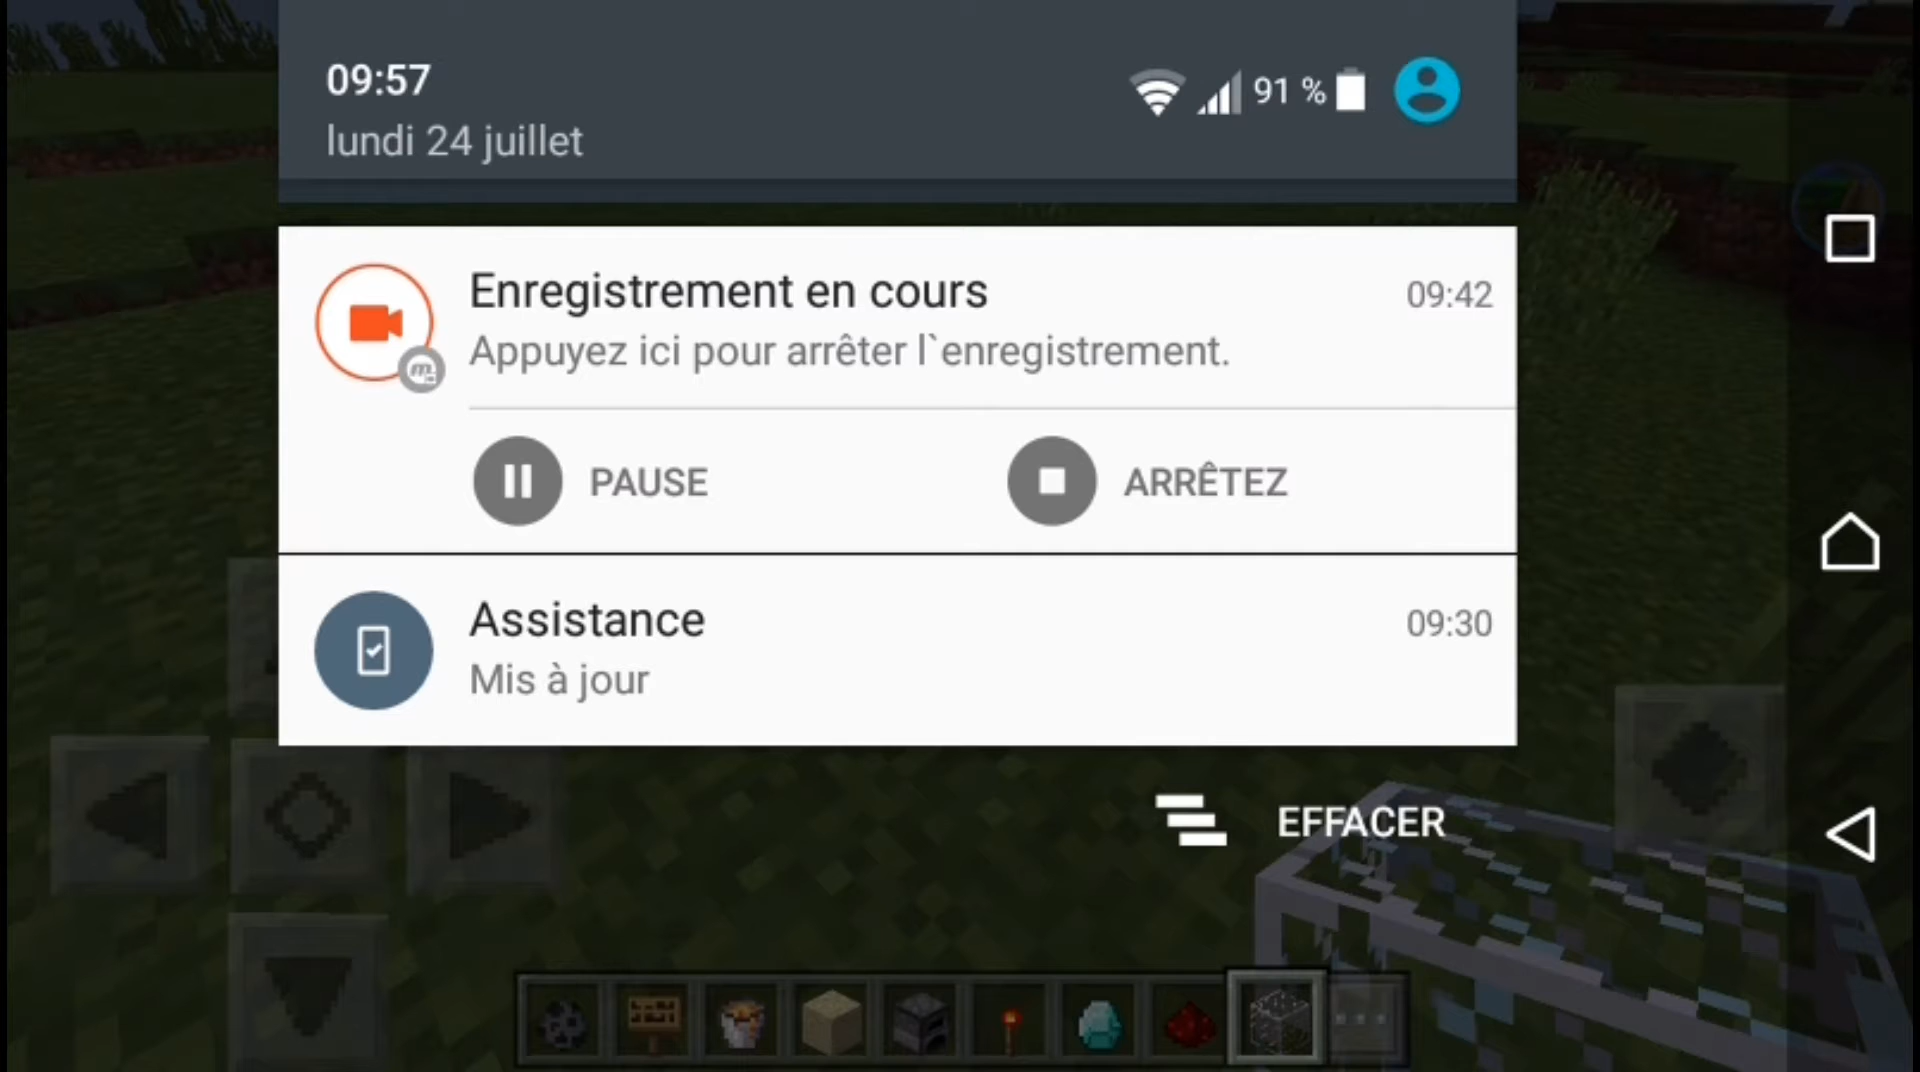 09:57
91 %
lundi 24 juillet
Enregistrement en cours
09:42
Appuyez ici pour arrêter l`enregistrement.
PAUSE
ARRÊTEZ
Assistance
09:30
Mis à jour
EFFACER